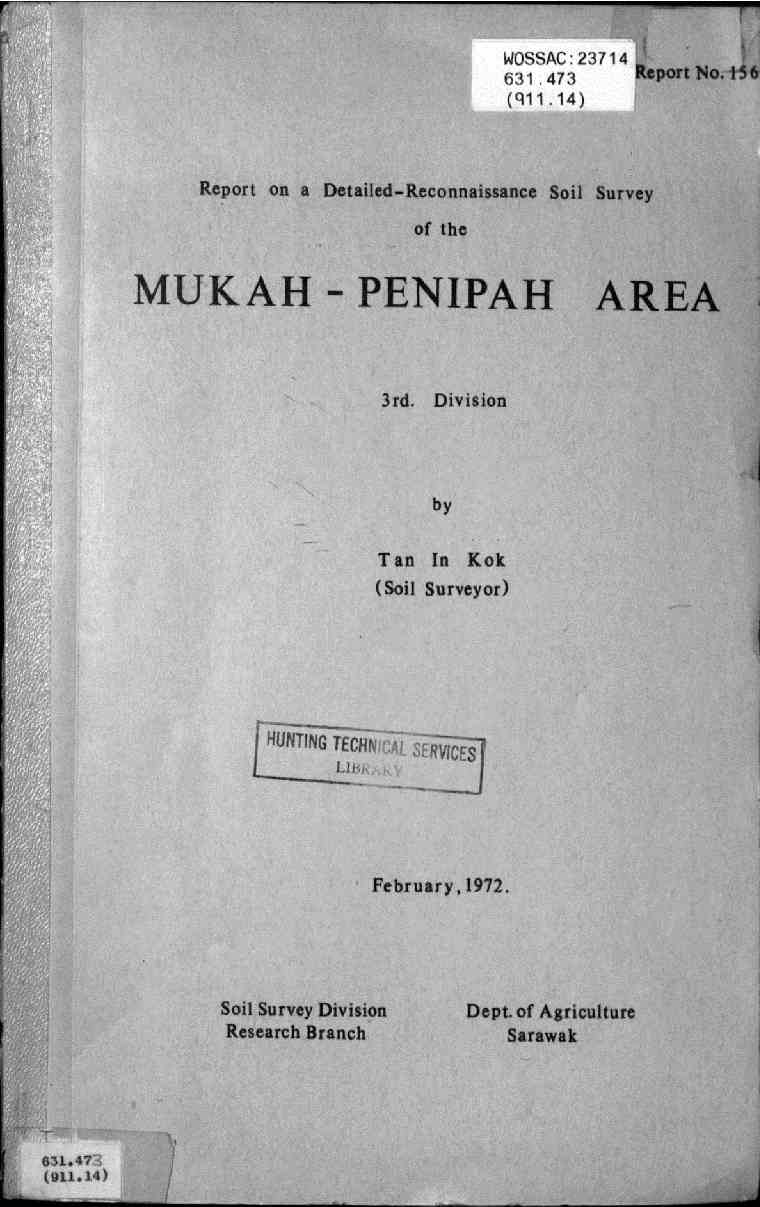 WOSSAC:23714
631.473
(911.14)
Report No. 156
Report on a Detailed-Reconnaissance Soil Survey
of the
MUKAH - PENIPAH AREA
3rd. Division
by
Tan In Kok
(Soil Surveyor)
HUNTING TECHNICAL SERVICES
LIBRARY
February, 1972.
Soil Survey Division
Research Branch
Dept. of Agriculture
Sarawak
631.473
(911.14)